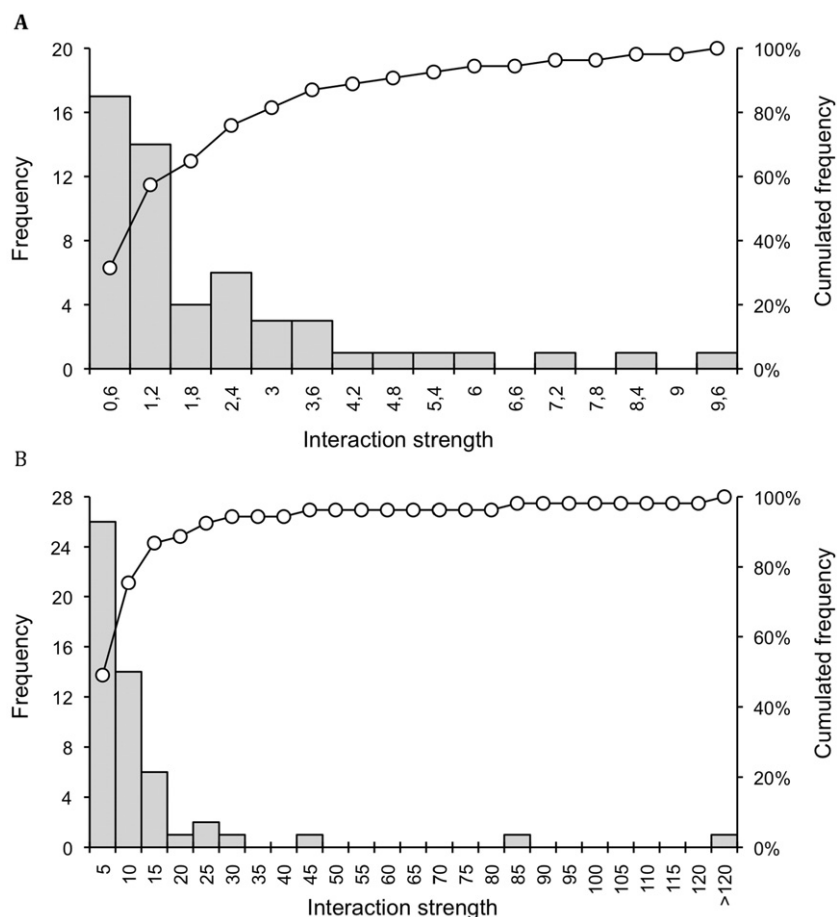 A
20
16
12
8
4
0
Frequency
100%
80%
60%
40%
20%
0%
Cumulated frequency
0,6 1,2 1,8 2,4 3 3,6 4,2 4,8 5,4 6 6,6 7,2 7,8 8,4 9 9,6
Interaction strength
B
28
24
20
16
12
8
4
0
Frequency
100%
80%
60%
40%
20%
0%
Cumulated frequency
5 10 15 20 25 30 35 40 45 50 55 60 65 70 75 80 85 90 95 100 105 110 115 120 >120
Interaction strength